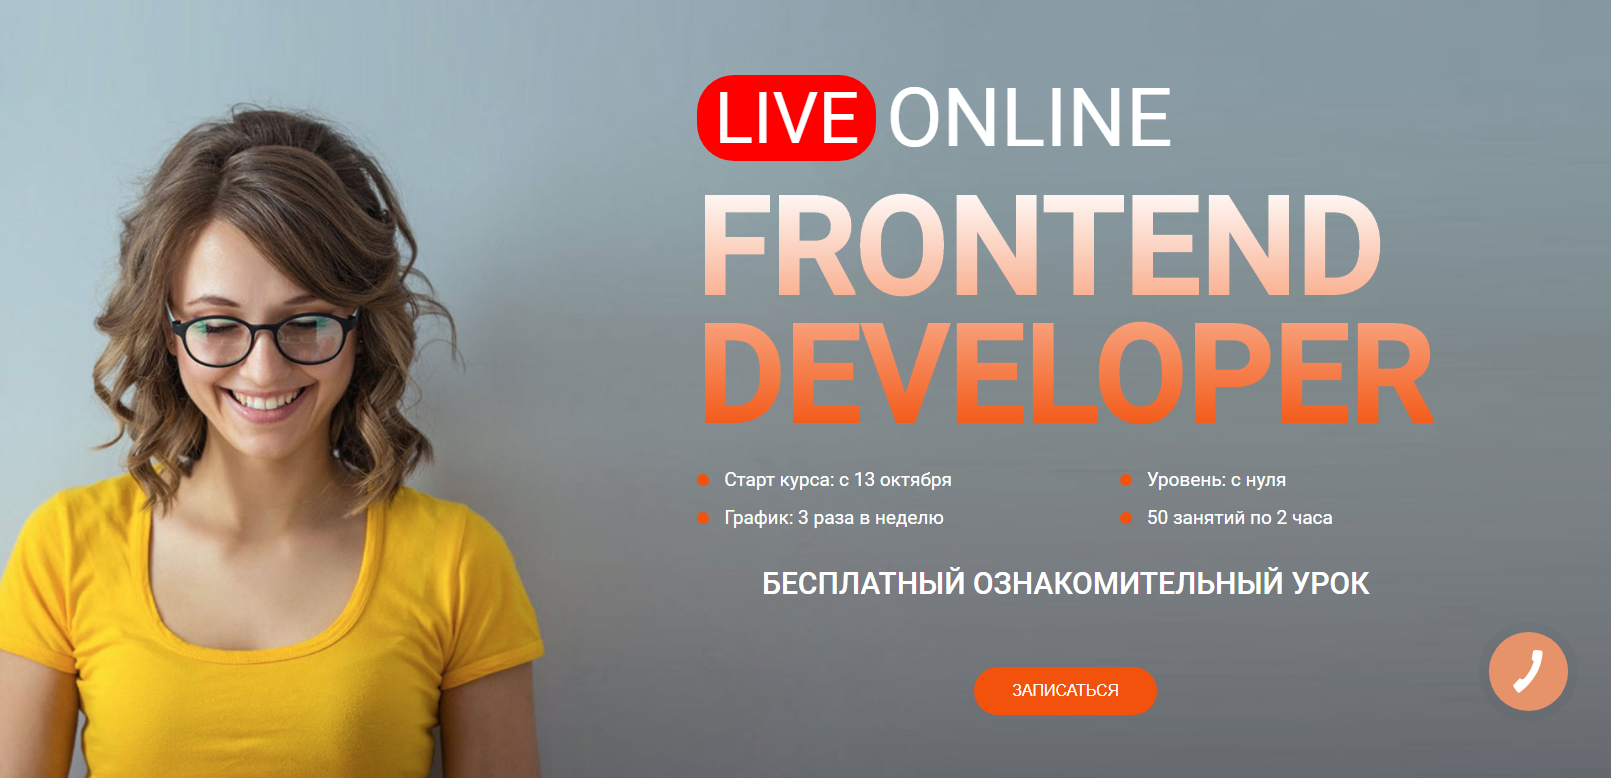 LIVE ONLINE
FRONTEND
DEVELOPER
Старт курса: с 13 октября
Уровень: с нуля
График: 3 раза в неделю
50 занятий по 2 часа
БЕСПЛАТНЫЙ ОЗНАКОМИТЕЛЬНЫЙ УРОК
ЗАПИСАТЬСЯ